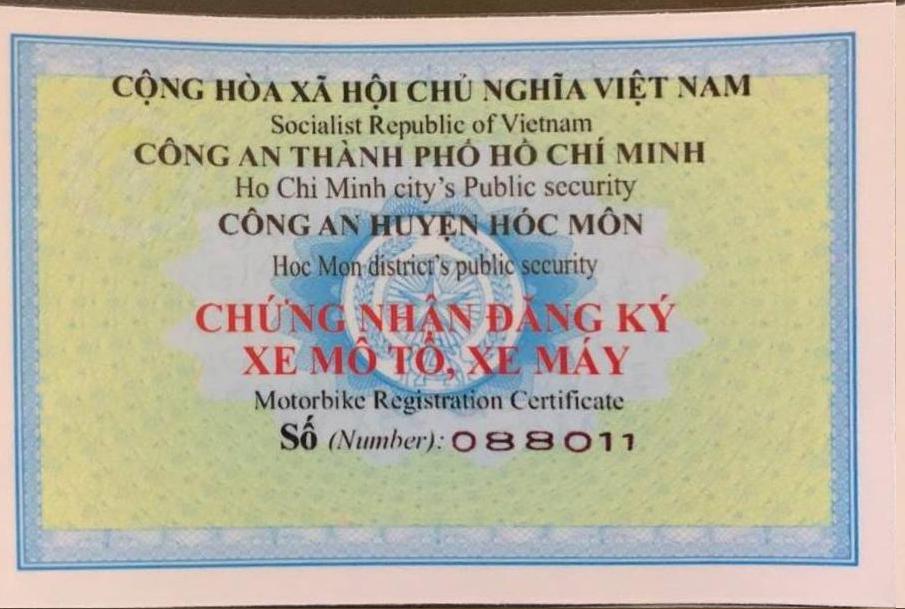 CỘNG HÒA XÃ HỘI CHỦ NGHĨA VIỆT NAM
Socialist Republic of Vietnam
CÔNG AN THÀNH PHỐ HỒ CHÍ MINH
Ho Chi Minh city's Public security
CÔNG AN HUYỆN HÓC MÔN
Hoc Mon district's public security
CHỨNG NHẬN ĐĂNG KÝ
XE MÔ TÔ, XE MÁY
Motorbike Registration Certificate
Số (Number): 088011